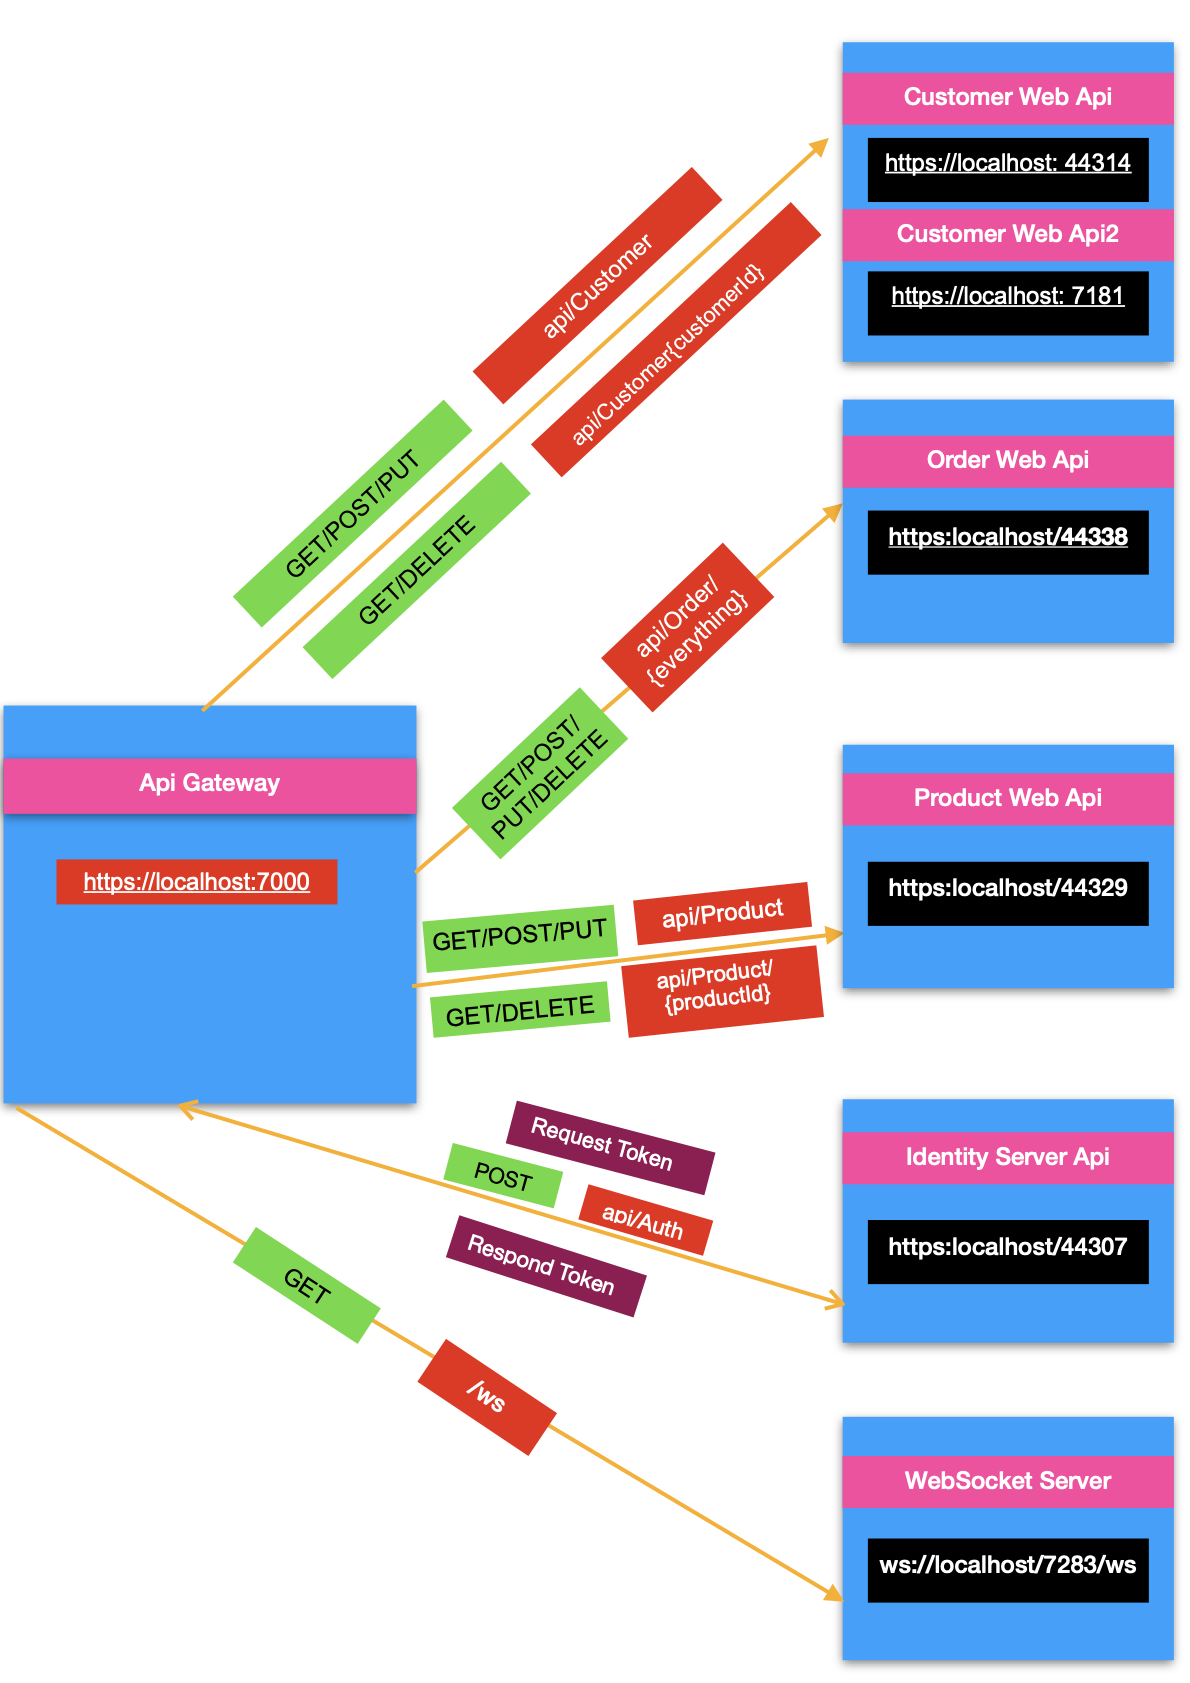 Customer Web Api
https://localhost: 44314
Customer Web Api2
https://localhost: 7181
api/Customer
api/Customer{customerId}
GET/POST/PUT
GET/DELETE
Order Web Api
https:localhost/44338
api/Order/
{everything}
GET/POST/
PUT/DELETE
Api Gateway
https://localhost:7000
Product Web Api
https:localhost/44329
GET/POST/PUT
api/Product
GET/DELETE
api/Product/
{productId}
Request Token
POST
api/Auth
Respond Token
Identity Server Api
https:localhost/44307
GET
/ws
WebSocket Server
ws://localhost/7283/ws